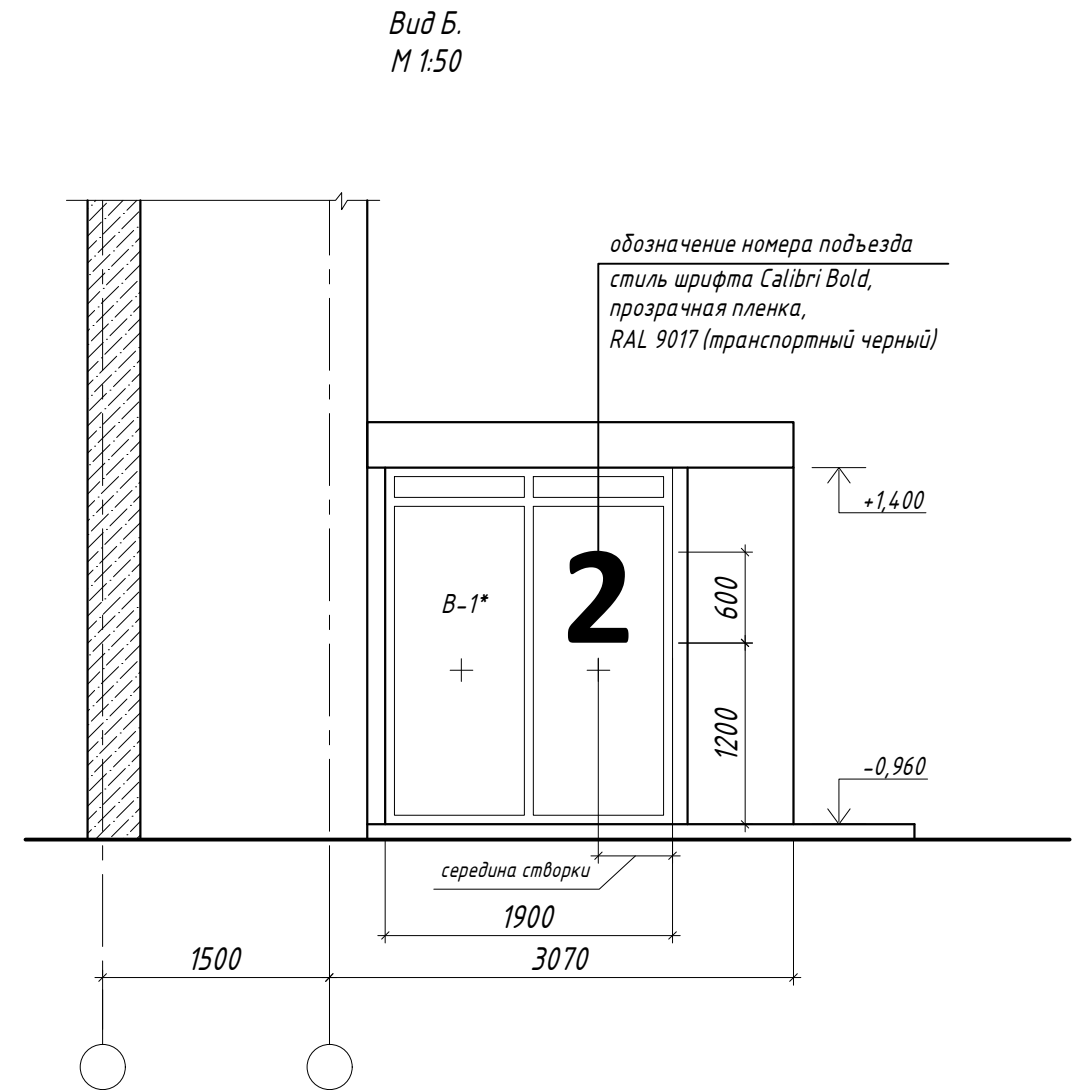 Вид Б.
М 1:50
обозначение номера подъезда
стиль шрифта Calibri Bold,
прозрачная пленка,
RAL 9017 (транспортный черный)
+1,400
В-1*
2
600
1200
-0,960
середина створки
1900
1500
3070